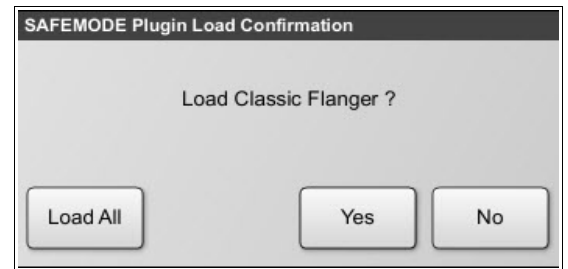 SAFEMODE Plugin Load Confirmation
Load Classic Flanger ?
Load All
Yes
No